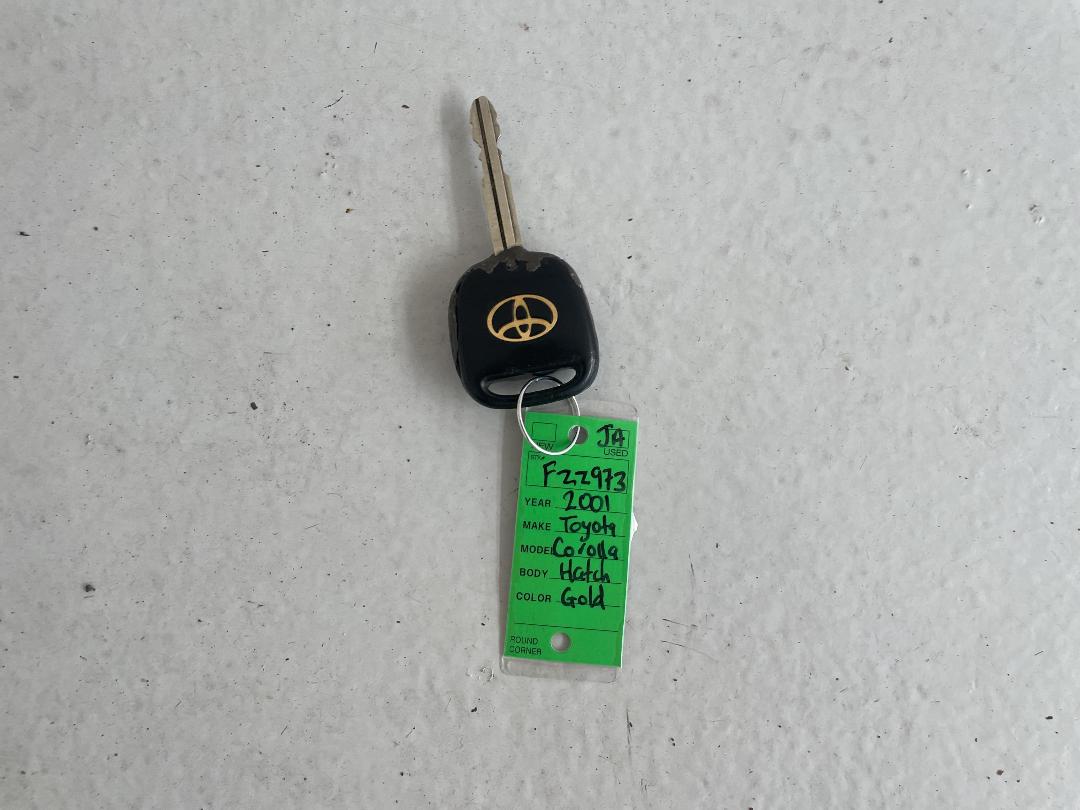 NEW JA
USED
STK#
F22973
YEAR 2001
MAKE Toyota
MODEL Corolla
BODY Hatch
COLOR Gold
ROUND
CORNER